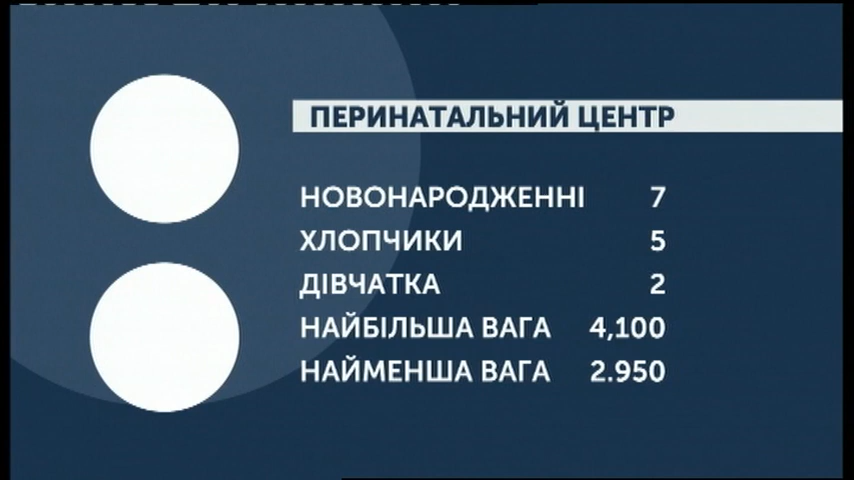 ПЕРИНАТАЛЬНИЙ ЦЕНТР
НОВОНАРОДЖЕННІ 7
ХЛОПЧИКИ 5
ДІВЧАТКА 2
НАЙБІЛЬША ВАГА 4,100
НАЙМЕНША ВАГА 2.950